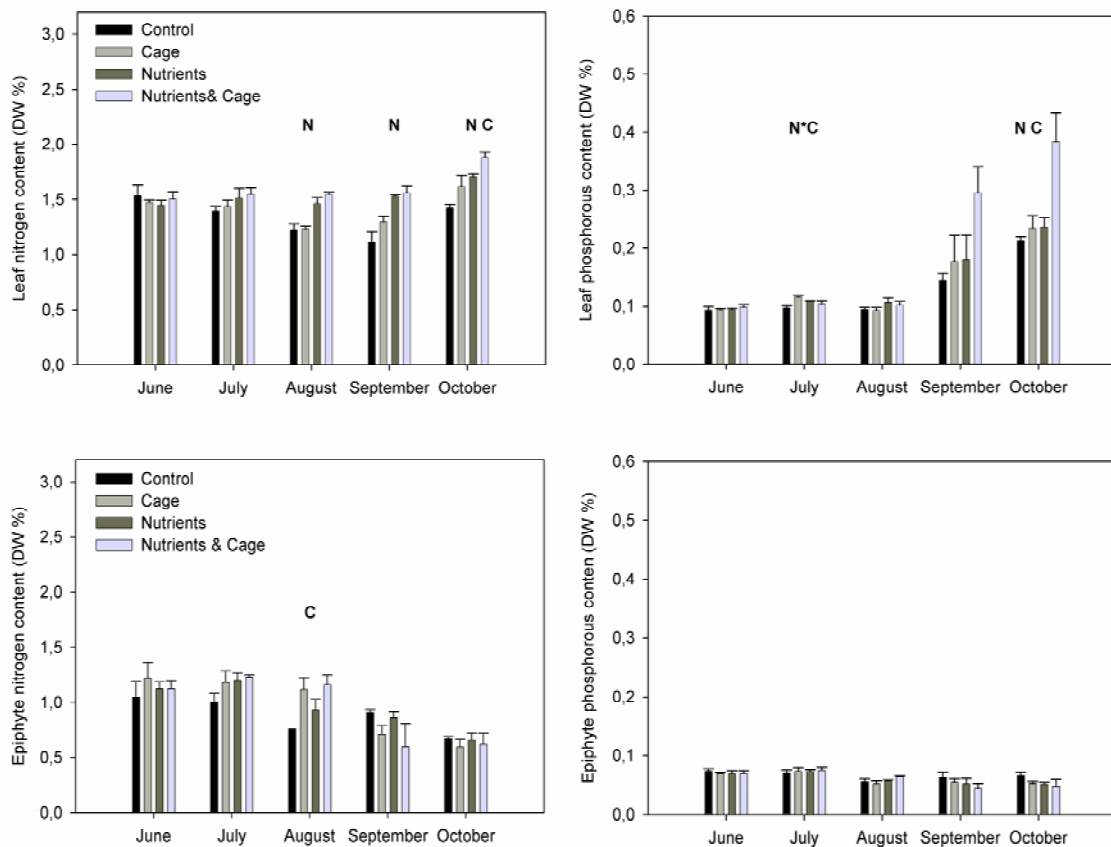 Leaf nitrogen content (DW %)
3,0
2,5
2,0
1,5
1,0
0,5
0,0
Control
Cage
Nutrients
Nutrients& Cage
N
N
N C
June
July
August
September
October
Leaf phosphorous content (DW %)
0,6
0,5
0,4
0,3
0,2
0,1
0,0
N*C
N C
June
July
August
September
October
Epiphyte nitrogen content (DW %)
3,0
2,5
2,0
1,5
1,0
0,5
0,0
Control
Cage
Nutrients
Nutrients & Cage
C
June
July
August
September
October
Epiphyte phosphorous conten (DW %)
0,6
0,5
0,4
0,3
0,2
0,1
0,0
June
July
August
September
October